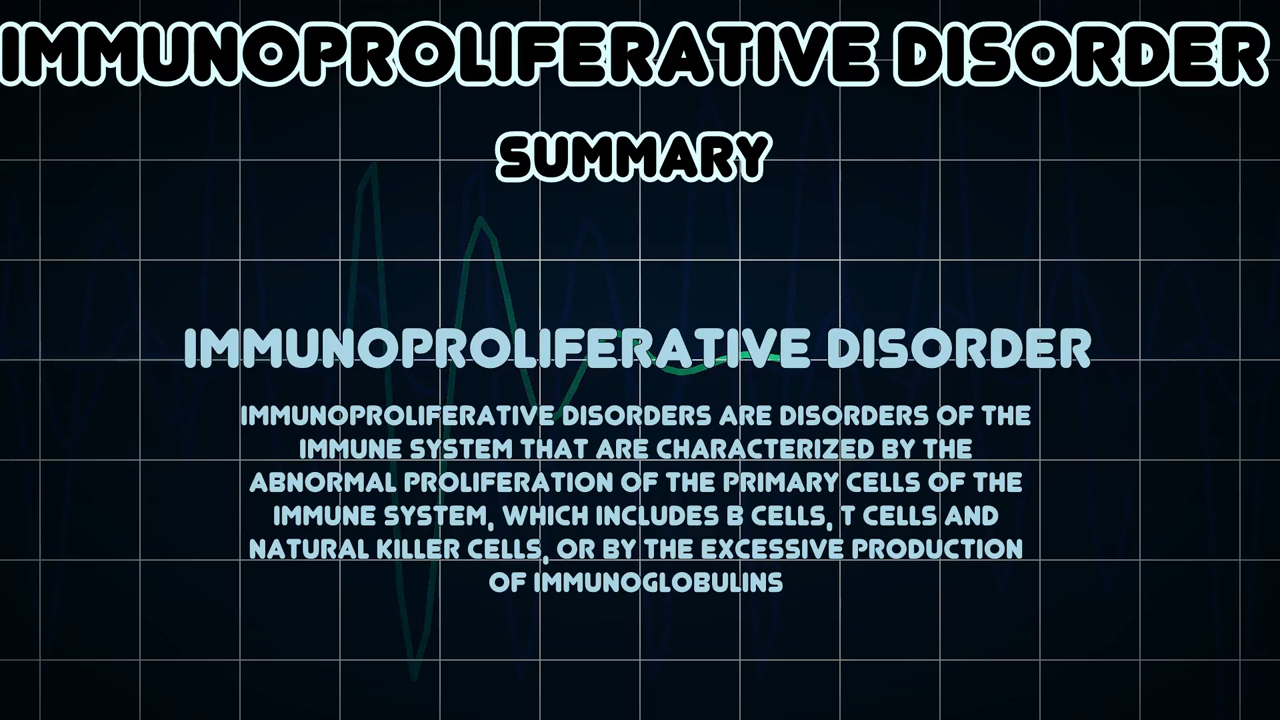 IMMUNOPROLIFERATIVE DISORDER
SUMMARY
IMMUNOPROLIFERATIVE DISORDER
IMMUNOPROLIFERATIVE DISORDERS ARE DISORDERS OF THE
IMMUNE SYSTEM THAT ARE CHARACTERIZED BY THE
ABNORMAL PROLIFERATION OF THE PRIMARY CELLS OF THE
IMMUNE SYSTEM, WHICH INCLUDES B CELLS, T CELLS AND
NATURAL KILLER CELLS, OR BY THE EXCESSIVE PRODUCTION
OF IMMUNOGLOBULINS